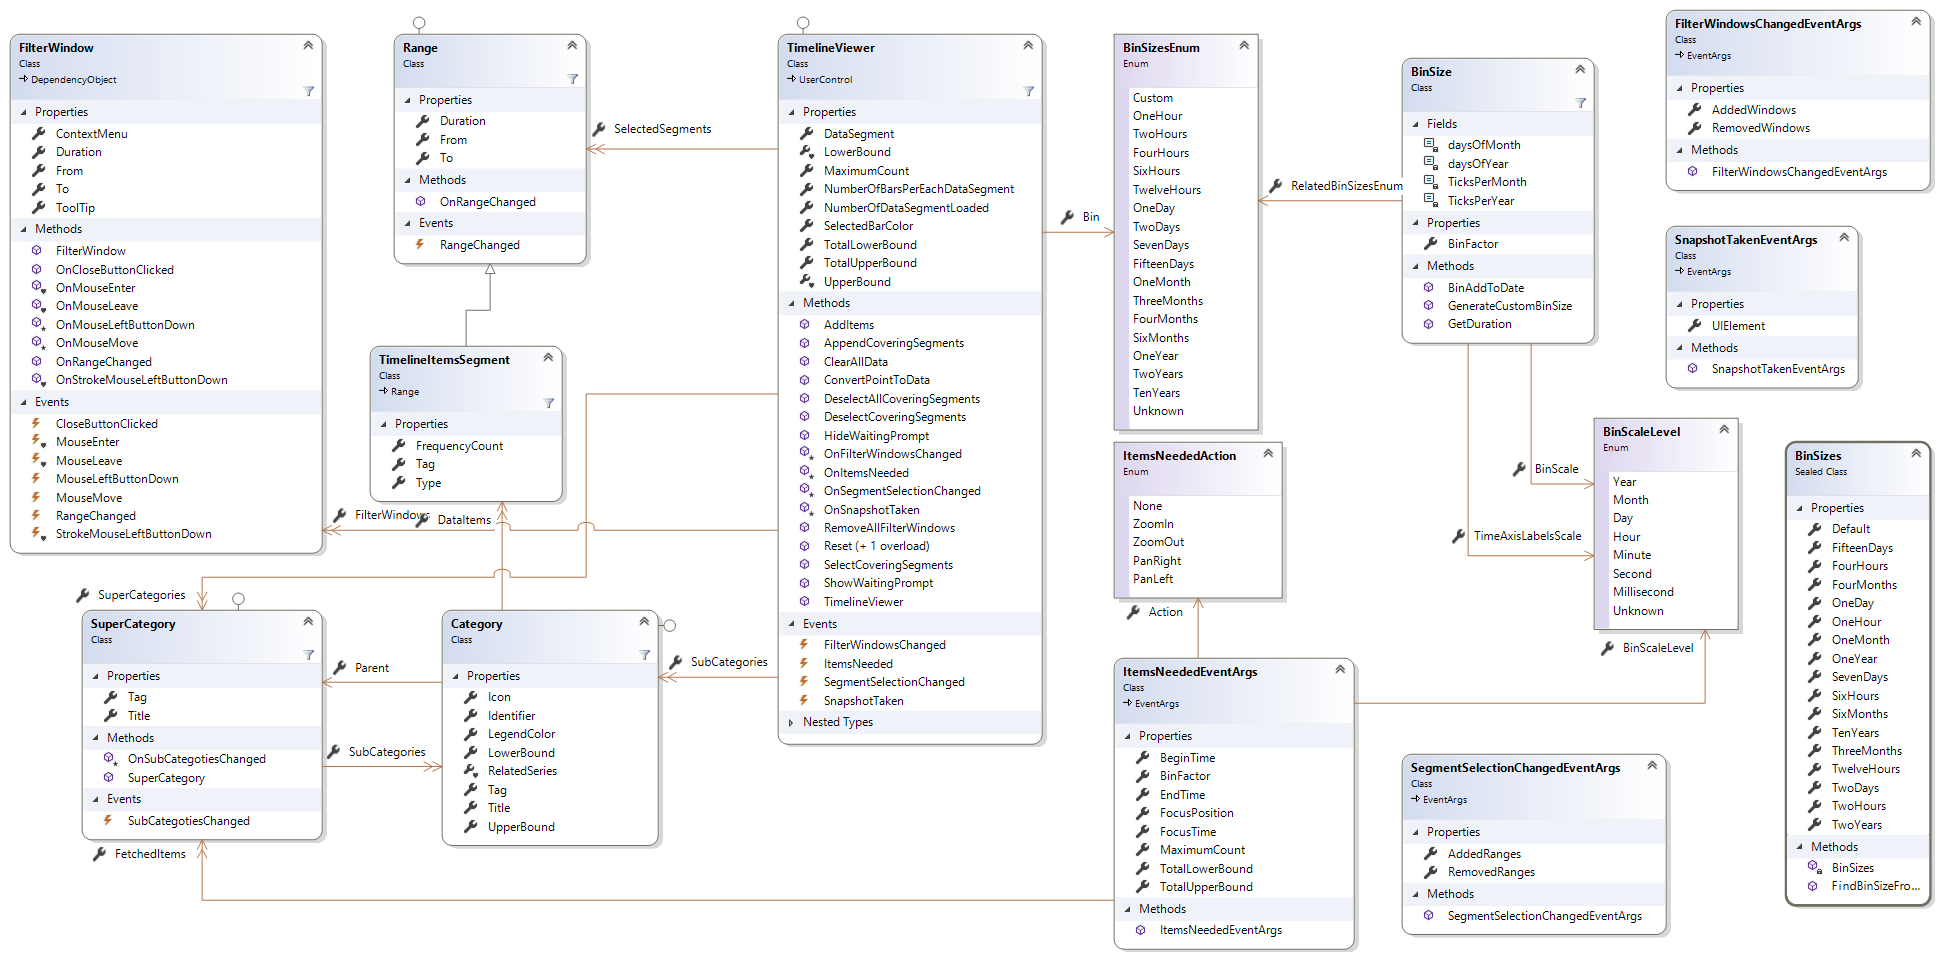 FilterWindow
Class
DependencyObject
Properties
ContextMenu
Duration
From
To
ToolTip
Methods
FilterWindow
OnCloseButtonClicked
OnMouseEnter
OnMouseLeave
OnMouseLeftButtonDown
OnMouseMove
OnRangeChanged
OnStrokeMouseLeftButtonDown
Events
CloseButtonClicked
MouseEnter
MouseLeave
MouseLeftButtonDown
MouseMove
RangeChanged
StrokeMouseLeftButtonDown
Range
Class
Properties
Duration
From
To
Methods
OnRangeChanged
Events
RangeChanged
SelectedSegments
TimelineItemsSegment
Class
Range
Properties
FrequencyCount
Tag
Type
FilterWindows
DataItems
TimelineViewer
Class
UserControl
Properties
DataSegment
LowerBound
MaximumCount
NumberOfBarsPerEachDataSegment
NumberOfDataSegmentLoaded
SelectedBarColor
TotalLowerBound
TotalUpperBound
UpperBound
Methods
AddItems
AppendCoveringSegments
ClearAllData
ConvertPointToData
DeselectAllCoveringSegments
DeselectCoveringSegments
HideWaitingPrompt
OnFilterWindowsChanged
OnItemsNeeded
OnSegmentSelectionChanged
OnSnapshotTaken
RemoveAllFilterWindows
Reset (+ 1 overload)
SelectCoveringSegments
ShowWaitingPrompt
TimelineViewer
Events
FilterWindowsChanged
ItemsNeeded
SegmentSelectionChanged
SnapshotTaken
Nested Types
SuperCategories
SuperCategory
Class
Properties
Tag
Title
Methods
OnSubCategotiesChanged
SuperCategory
Events
SubCategotiesChanged
FetchedItems
Parent
SubCategories
Category
Class
Properties
Icon
Identifier
LegendColor
LowerBound
RelatedSeries
Tag
Title
UpperBound
SubCategories
Bin
BinSizesEnum
Enum
Custom
OneHour
TwoHours
FourHours
SixHours
TwelveHours
OneDay
TwoDays
SevenDays
FifteenDays
OneMonth
ThreeMonths
FourMonths
SixMonths
OneYear
TwoYears
TenYears
Unknown
RelatedBinSizesEnum
ItemsNeededAction
Enum
None
ZoomIn
ZoomOut
PanRight
PanLeft
Action
ItemsNeededEventArgs
Class
EventArgs
Properties
BeginTime
BinFactor
EndTime
FocusPosition
FocusTime
MaximumCount
TotalLowerBound
TotalUpperBound
Methods
ItemsNeededEventArgs
BinSize
Class
Fields
daysOfMonth
daysOfYear
TicksPerMonth
TicksPerYear
Properties
BinFactor
Methods
BinAddToDate
GenerateCustomBinSize
GetDuration
BinScale
TimeAxisLabelsScale
BinScaleLevel
Enum
Year
Month
Day
Hour
Minute
Second
Millisecond
Unknown
BinScaleLevel
SegmentSelectionChangedEventArgs
Class
EventArgs
Properties
AddedRanges
RemovedRanges
Methods
SegmentSelectionChangedEventArgs
FilterWindowsChangedEventArgs
Class
EventArgs
Properties
AddedWindows
RemovedWindows
Methods
FilterWindowsChangedEventArgs
SnapshotTakenEventArgs
Class
EventArgs
Properties
UIElement
Methods
SnapshotTakenEventArgs
BinSizes
Sealed Class
Properties
Default
FifteenDays
FourHours
FourMonths
OneDay
OneHour
OneMonth
OneYear
SevenDays
SixHours
SixMonths
TenYears
ThreeMonths
TwelveHours
TwoDays
TwoHours
TwoYears
Methods
BinSizes
FindBinSizeFro...